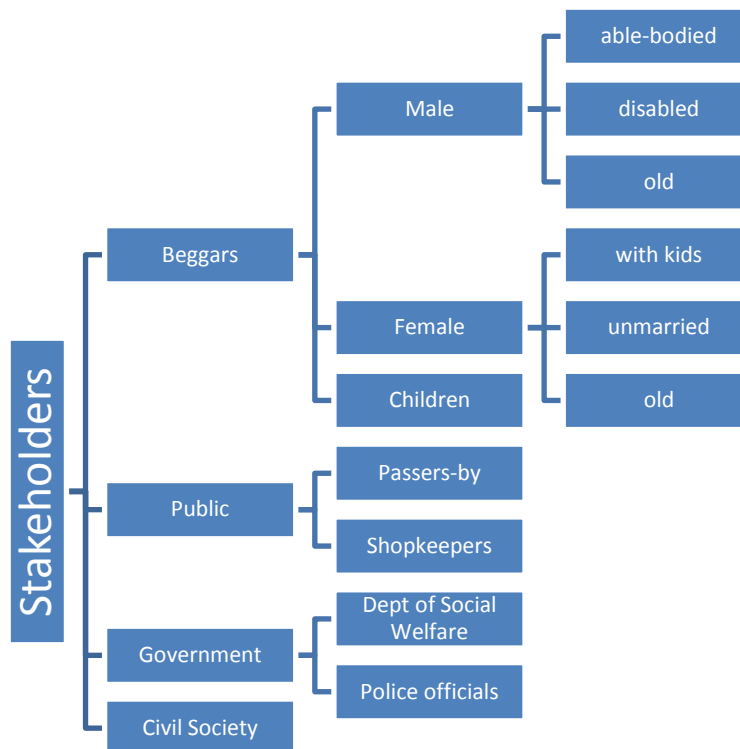 Stakeholders
Beggars
Male
able-bodied
disabled
old
Female
with kids
unmarried
old
Children
Public
Passers-by
Shopkeepers
Government
Dept of Social
Welfare
Police officials
Civil Society